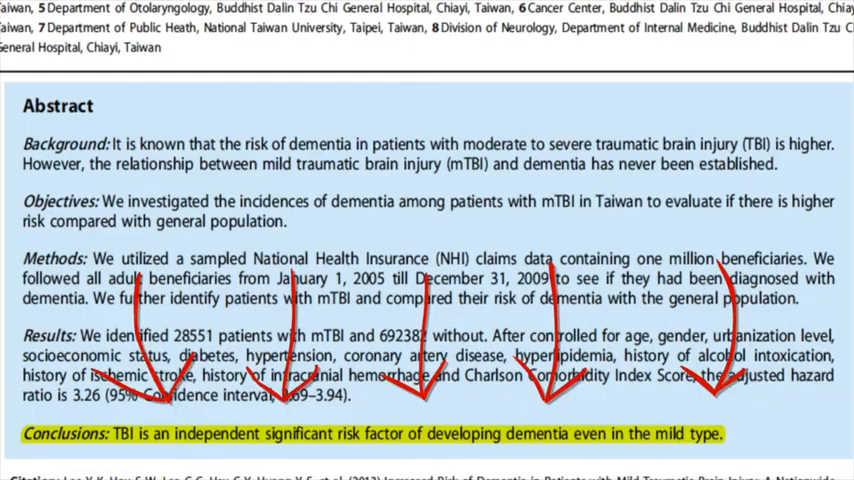 Taiwan, 5 Department of Otolaryngology, Buddhist Dalin Tzu Chi General Hospital, Chiayi, Taiwan, 6 Cancer Center, Buddhist Dalin Tzu Chi General Hospital,
Taiwan, 7 Department of Public Heath, National Taiwan University, Taipei, Taiwan, 8 Division of Neurology, Department of Internal Medicine, Buddhist Dalin Tzu
General Hospital, Chiayi, Taiwan
Abstract
Background: It is known that the risk of dementia in patients with moderate to severe traumatic brain injury (TBI) is higher.
However, the relationship between mild traumatic brain injury (mTBI) and dementia has never been established.
Objectives: We investigated the incidences of dementia among patients with mTBI in Taiwan to evaluate if there is higher
risk compared with general population.
Methods: We utilized a sampled National Health Insurance (NHI) claims data containing one million beneficiaries. We
followed all adult beneficiaries from January 1, 2005 till December 31, 2009 to see if they had been diagnosed with
dementia. We further identify patients with mTBI and compared their risk of dementia with the general population.
Results: We identified 28551 patients with mTBI and 692382 without. After controlled for age, gender, urbanization level,
socioeconomic status, diabetes, hypertension, coronary artery disease, hyperlipidemia, history of alcohol intoxication,
history of ischemic stroke, history of intracranial hemorrhage and Charlson Comorbidity Index Score, the adjusted hazard
ratio is 3.26 (95% Confidence interval, 69–3.94).
Conclusions: TBI is an independent significant risk factor of developing dementia even in the mild type.